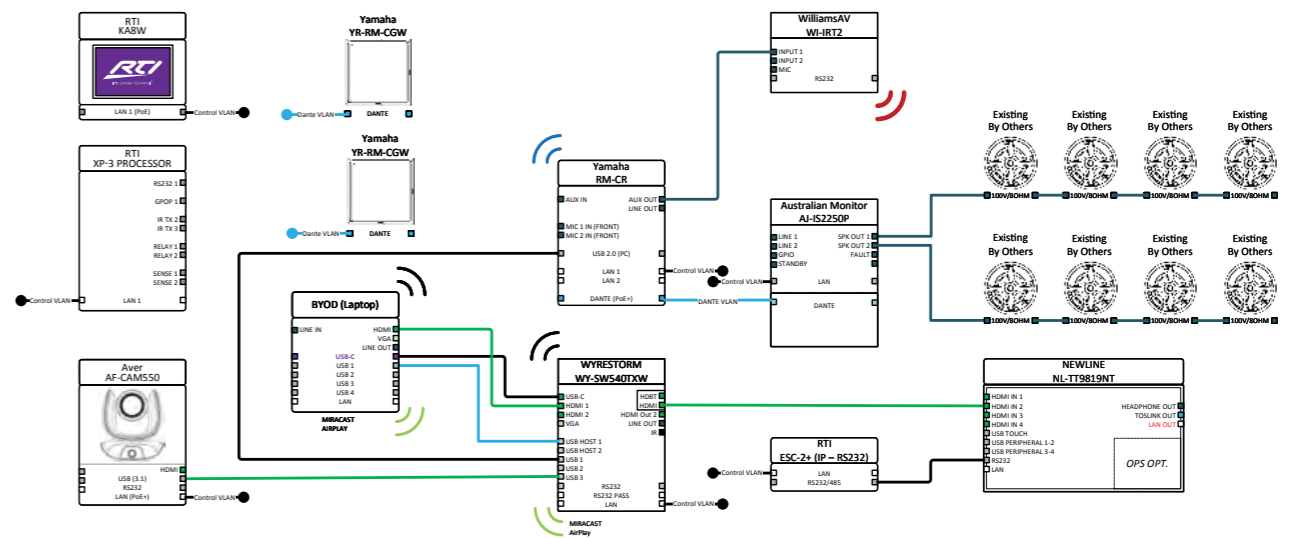 RTI
KA8W
RTI
LAN 1 (PoE)
Control VLAN
Yamaha
YR-RM-CGW
Dante VLAN
DANTE
Yamaha
YR-RM-CGW
Dante VLAN
DANTE
RTI
XP-3 PROCESSOR
RS232 1
GPOP 1
IR TX 2
IR TX 3
RELAY 1
RELAY 2
SENSE 1
SENSE 2
Control VLAN
LAN 1
BYOD (Laptop)
LINE IN
HDMI
VGA
LINE OUT
USB-C
USB 1
USB 2
USB 3
USB 4
LAN
MIRACAST
AIRPLAY
Aver
AF-CAM550
HDMI
USB (3.1)
RS232
LAN (PoE+)
Control VLAN
Yamaha
RM-CR
AUX IN
AUX OUT
LINE OUT
MIC 1 IN (FRONT)
MIC 2 IN (FRONT)
USB 2.0 (PC)
LAN 1
LAN 2
Control VLAN
DANTE (PoE+)
DANTE VLAN
WYRESTORM
WY-SW540TXW
USB-C
HDMI 1
HDMI 2
VGA
HDBT
HDMI
HDMI Out 2
LINE OUT
IR
USB HOST 1
USB HOST 2
USB 1
USB 2
USB 3
RS232
RS232 PASS
LAN
Control VLAN
MIRACAST
AirPlay
WilliamsAV
WI-IRT2
INPUT 1
INPUT 2
MIC
RS232
Australian Monitor
AJ-IS2250P
LINE 1
LINE 2
GPIO
STANDBY
SPK OUT 1
SPK OUT 2
FAULT
Control VLAN
LAN
DANTE
Existing
By Others
Existing
By Others
Existing
By Others
Existing
By Others
100V/8OHM
100V/8OHM
100V/8OHM
100V/8OHM
Existing
By Others
Existing
By Others
Existing
By Others
Existing
By Others
100V/8OHM
100V/8OHM
100V/8OHM
100V/8OHM
RTI
ESC-2+ (IP – RS232)
Control VLAN
LAN
RS232/485
NEWLINE
NL-TT9819NT
HDMI IN 1
HDMI IN 2
HDMI IN 3
HDMI IN 4
USB TOUCH
USB PERIPHERAL 1-2
USB PERIPHERAL 3-4
RS232
LAN
HEADPHONE OUT
TOSLINK OUT
LAN OUT
OPS OPT.